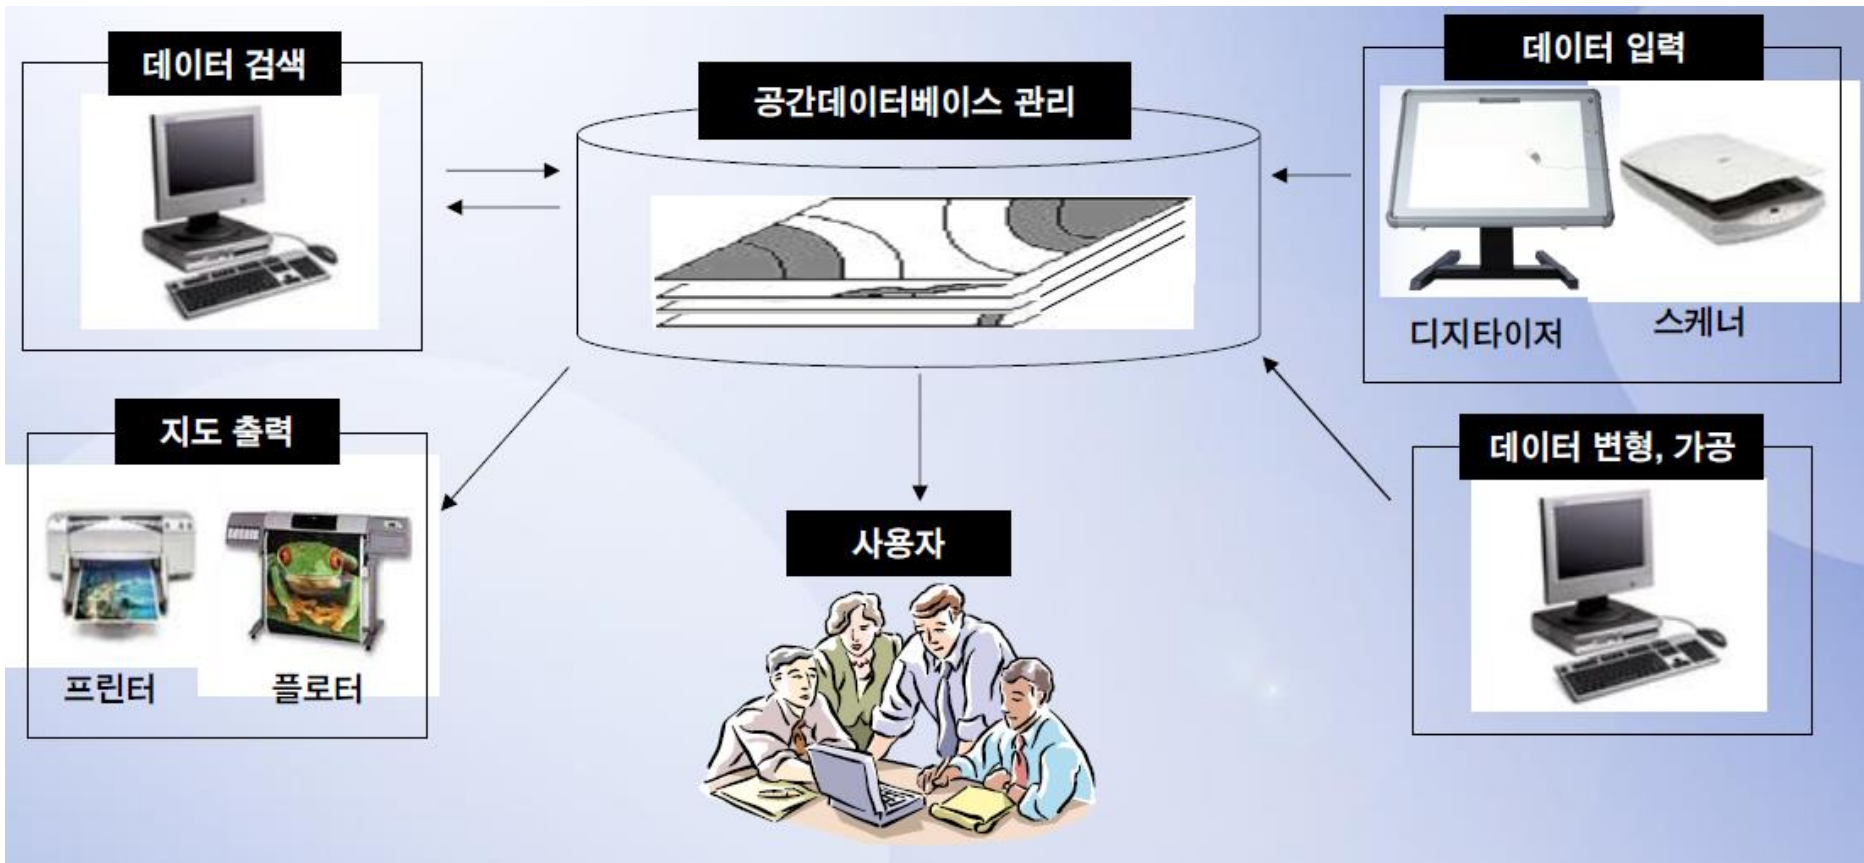 데이터 검색
공간데이터베이스 관리
데이터 입력
디지타이저
스케너
지도 출력
프린터
플로터
사용자
데이터 변형, 가공